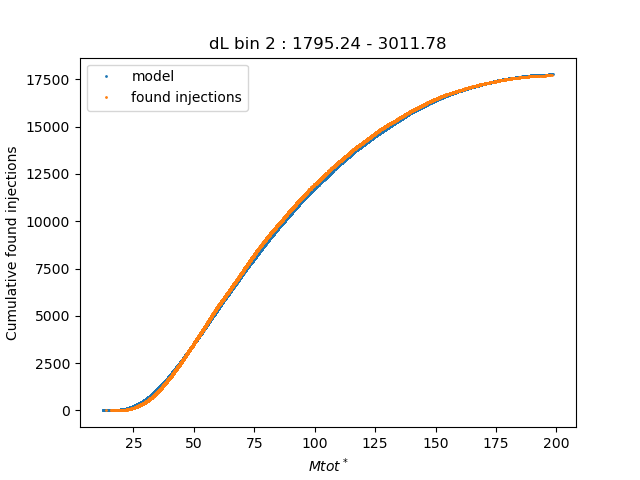 dL bin 2 : 1795.24 - 3011.78
model
found injections
17500
15000
12500
10000
7500
5000
2500
0
Cumulative found injections
25 50 75 100 125 150 175 200
Mtot*